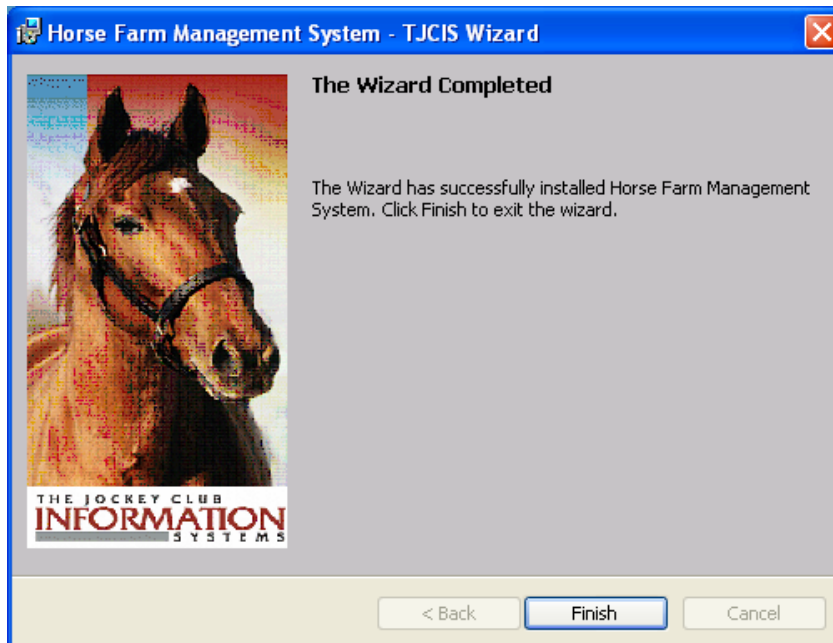 Horse Farm Management System - TJCIS Wizard
The Wizard Completed
The Wizard has successfully installed Horse Farm Management
System. Click Finish to exit the wizard.
THE JOCKEY CLUB
INFORMATION
SYSTEMS
< Back Finish Cancel